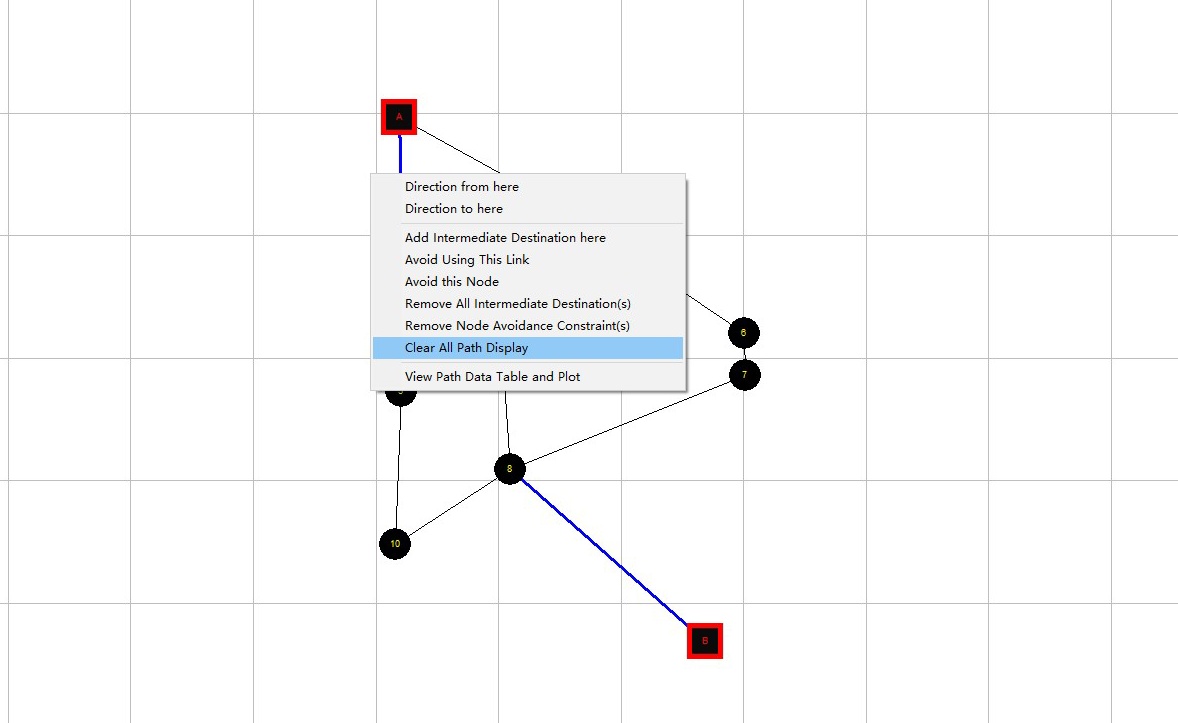 A
Direction from here
Direction to here
Add Intermediate Destination here
Avoid Using This Link
Avoid this Node
Remove All Intermediate Destination(s)
Remove Node Avoidance Constraint(s)
Clear All Path Display
View Path Data Table and Plot
6
7
8
10
B